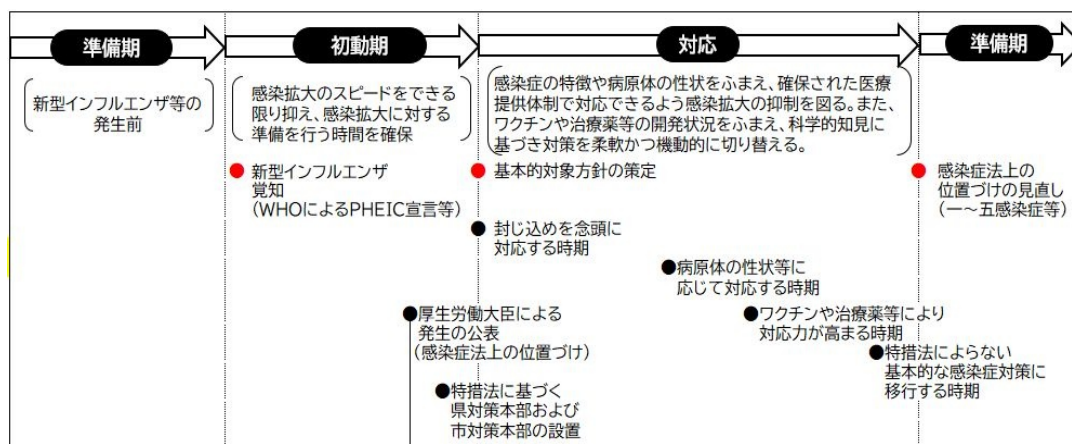 準備期
初動期
対応
準備期
新型インフルエンザ等の
発生前
感染拡大のスピードをできる
限り抑え、感染拡大に対する
準備を行う時間を確保
感染症の特徴や病原体の性状をふまえ、確保された医療
提供体制で対応できるよう感染拡大の抑制を図る。また、
ワクチンや治療薬等の開発状況をふまえ、科学的知見に
基づき対策を柔軟かつ機動的に切り替える。
●新型インフルエンザ
覚知
(WHOによるPHEIC宣言等)
●基本的対象方針の策定
●感染症法上の
位置づけの見直し
(一～五感染症等)
●封じ込めを念頭に
対応する時期
●病原体の性状等に
応じて対応する時期
●厚生労働大臣による
発生の公表
(感染症法上の位置づけ)
●ワクチンや治療薬等により
対応力が高まる時期
●特措法によらない
基本的な感染症対策に
移行する時期
●特措法に基づく
県対策本部および
市対策本部の設置